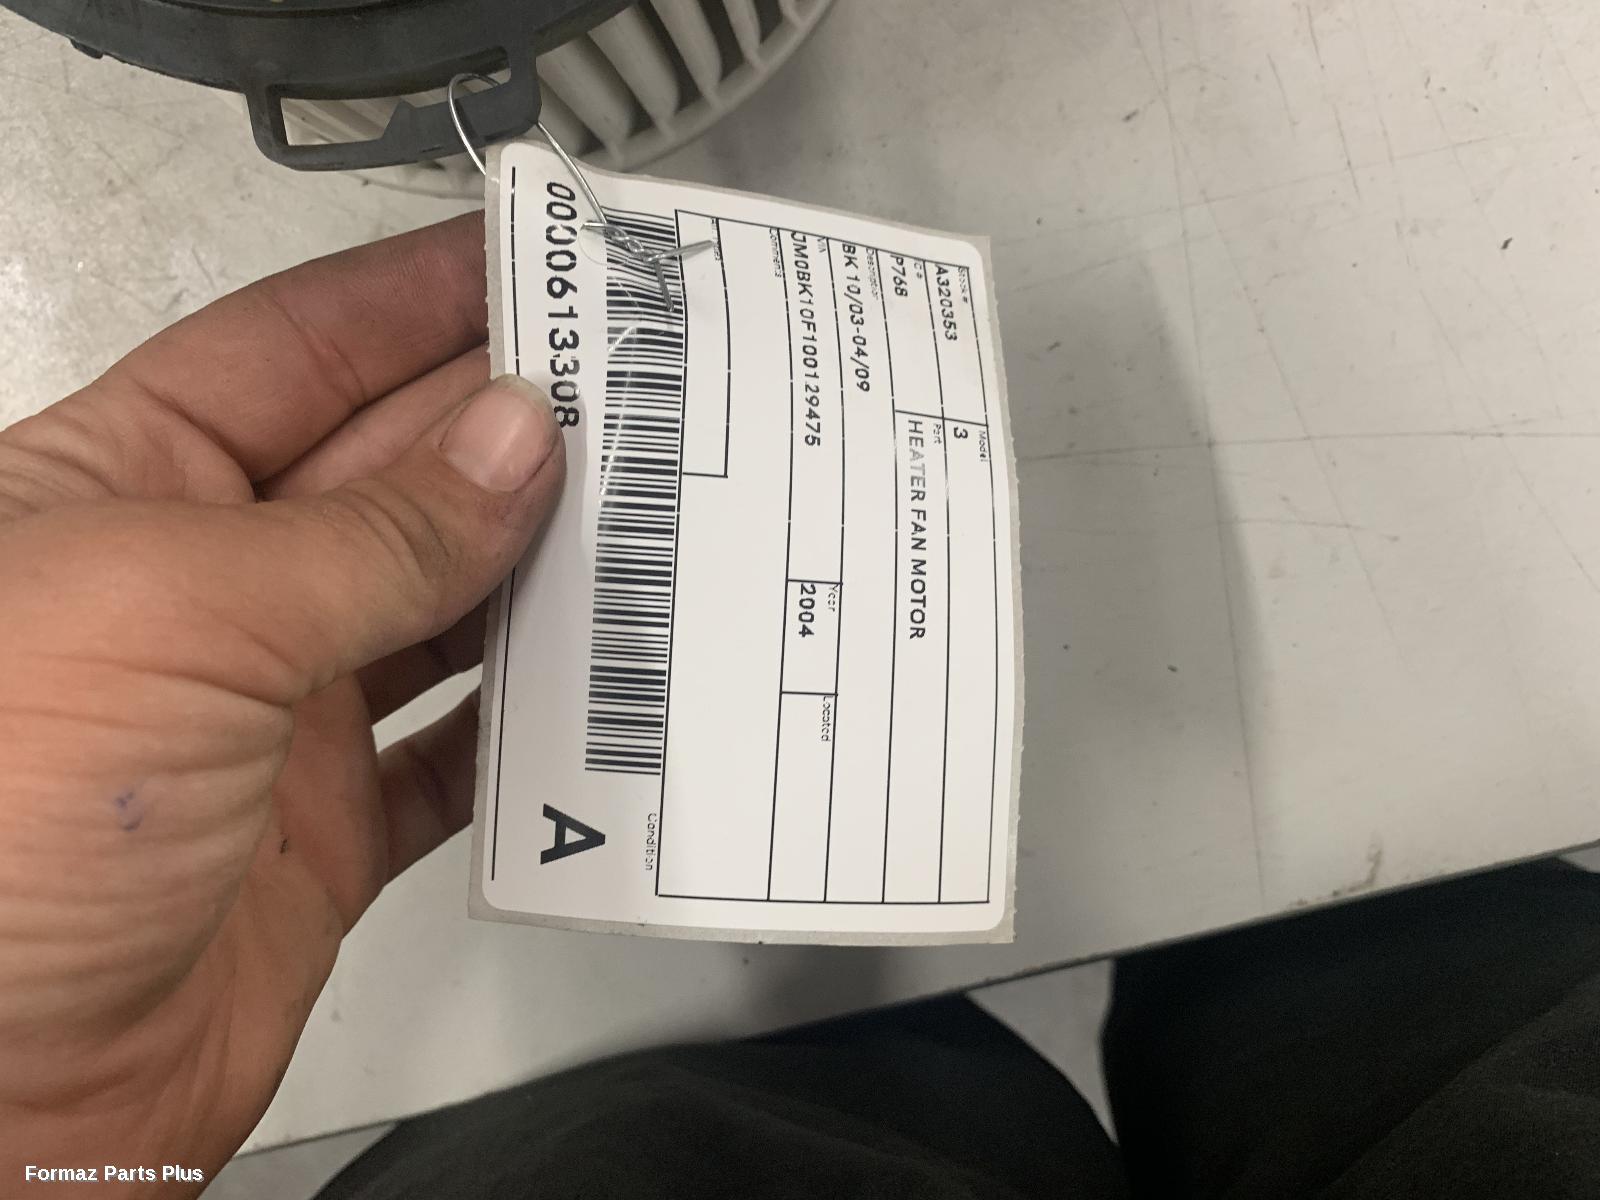 Stock #
A320353
Model
3
IC #
P768
Part
HEATER FAN MOTOR
Description
BK 10/03-04/09
VIN
JM0BK10F100129475
Year
2004
Located
Comments
Condition
A
0000613308
Formaz Parts Plus